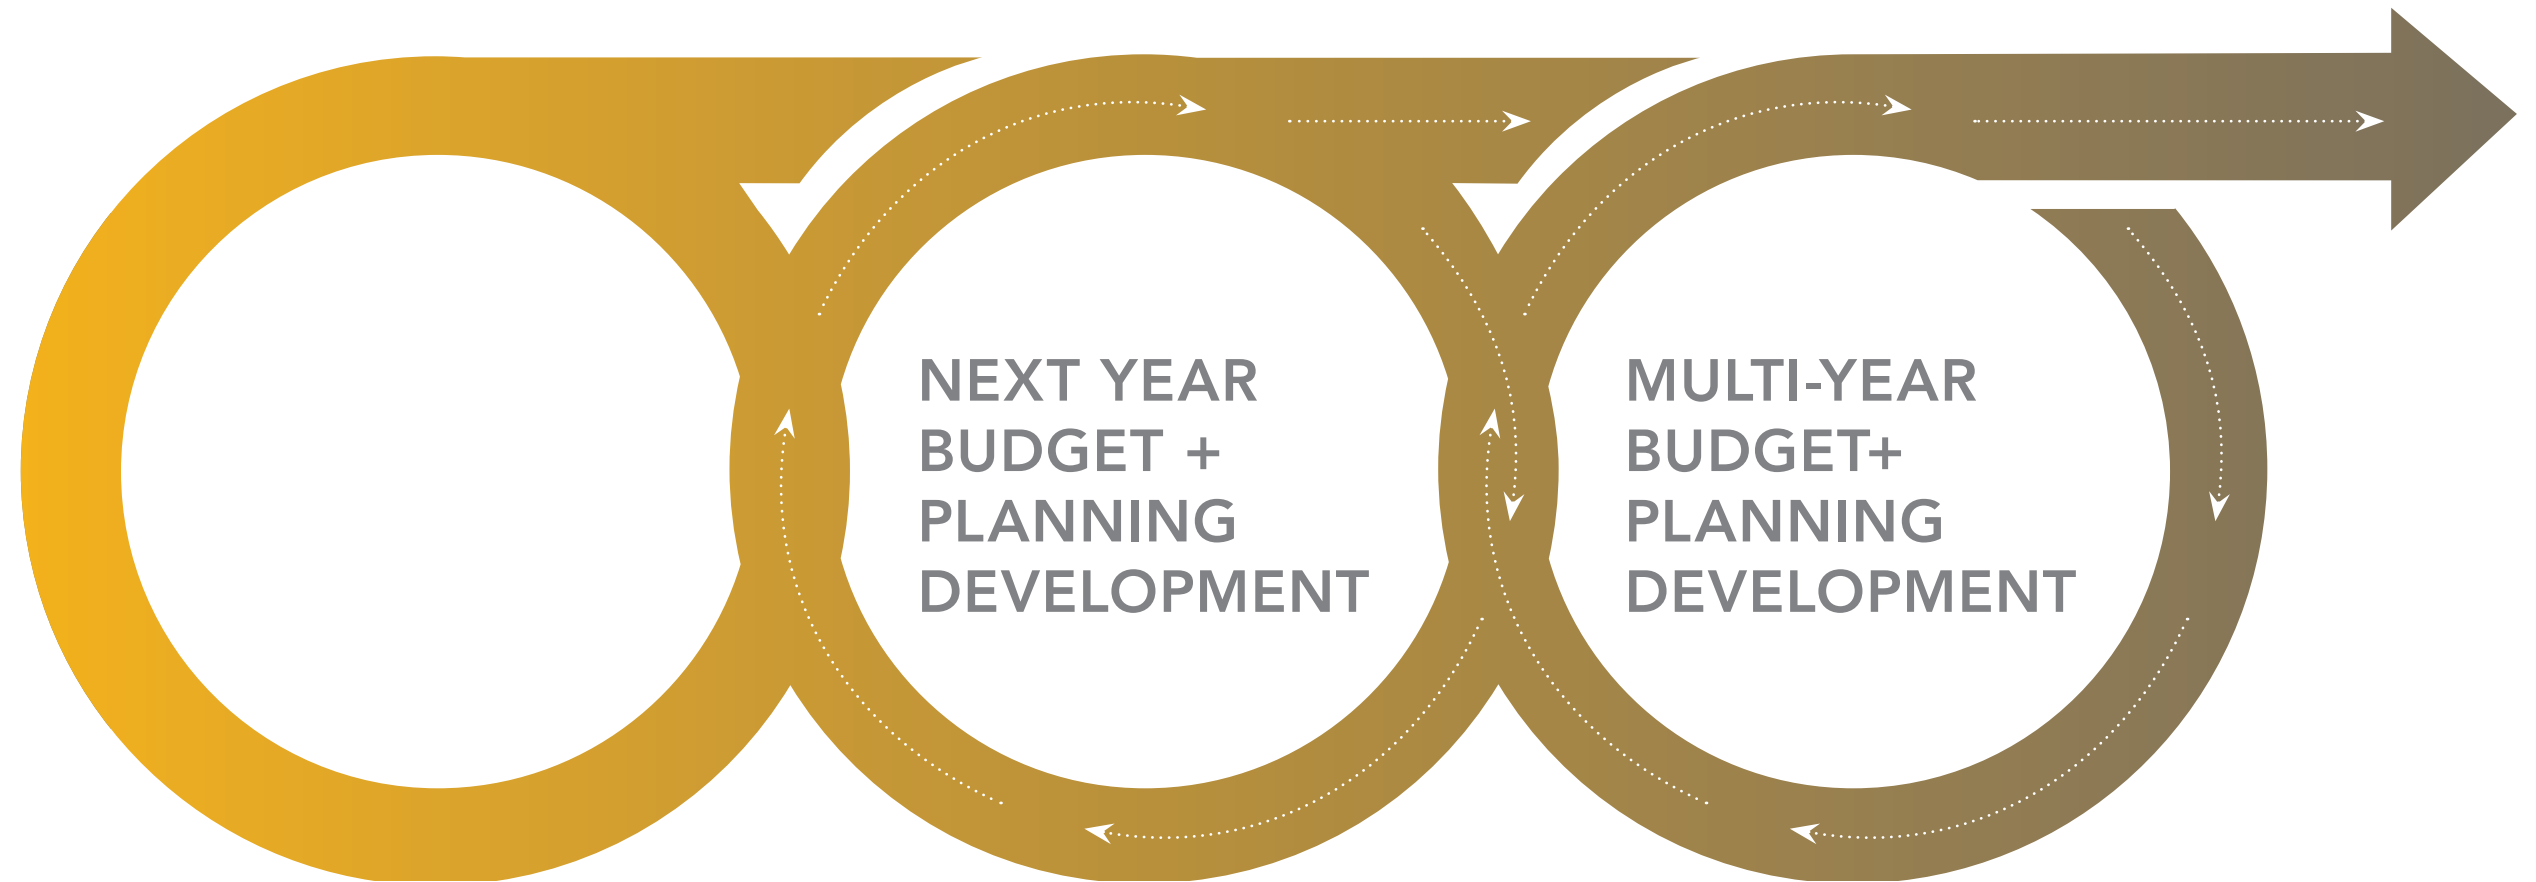 NEXT YEAR
BUDGET +
PLANNING
DEVELOPMENT
MULTI-YEAR
BUDGET+
PLANNING
DEVELOPMENT